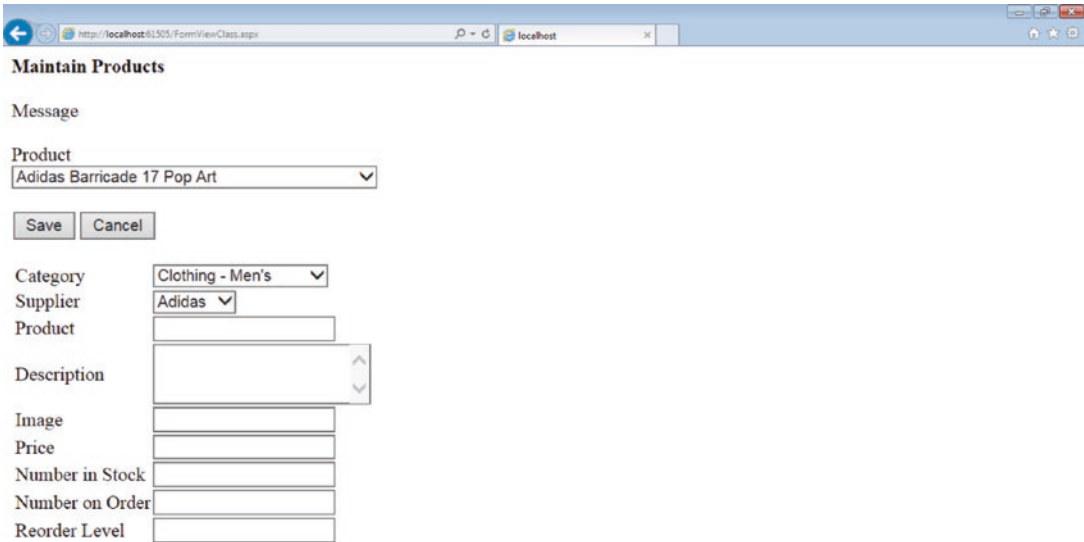 http://localhost:61505/FormViewClass.aspx
localhost
Maintain Products
Message
Product
Adidas Barricade 17 Pop Art
Save Cancel
Category Clothing - Men's
Supplier Adidas
Product
Description
Image
Price
Number in Stock
Number on Order
Reorder Level